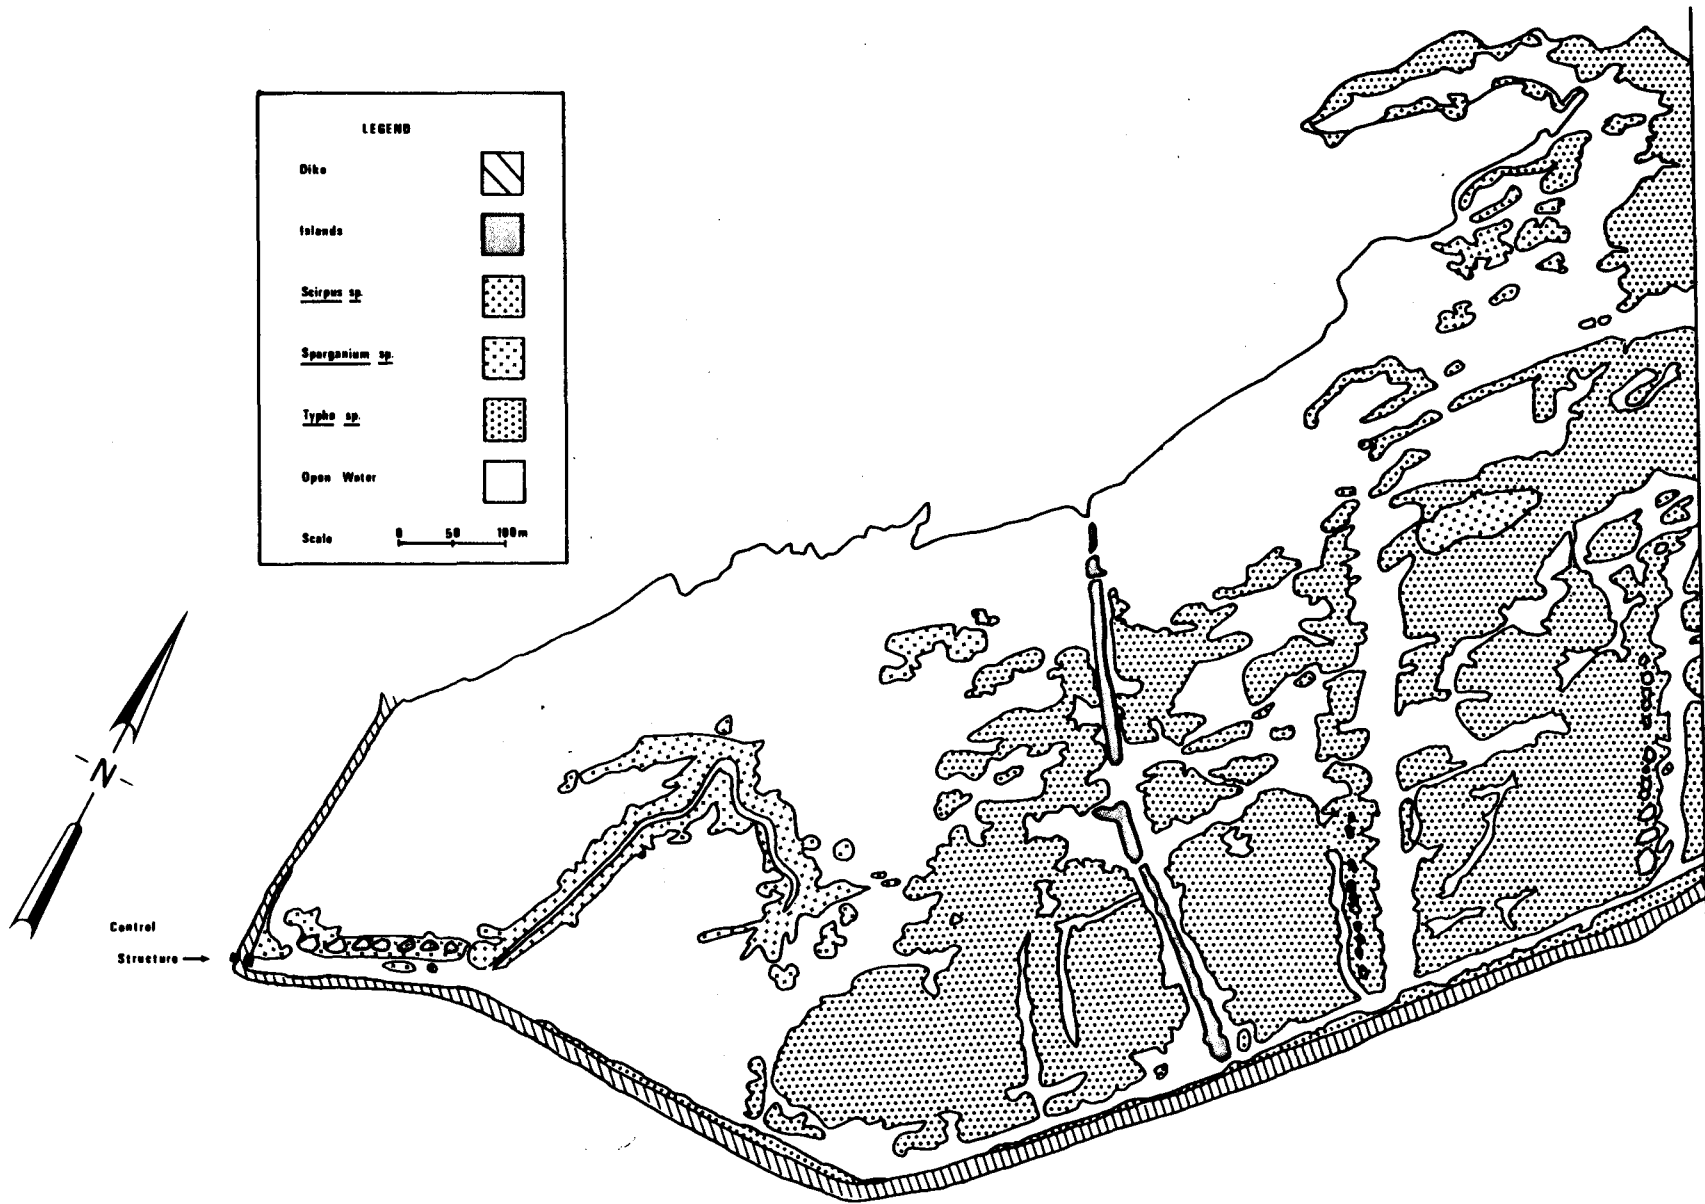 LEGEND
Dike
Islands
Scirpus sp.
Sparganium sp.
Typha sp.
Open Water
Scale 0 50 100m
N
Control
Structure